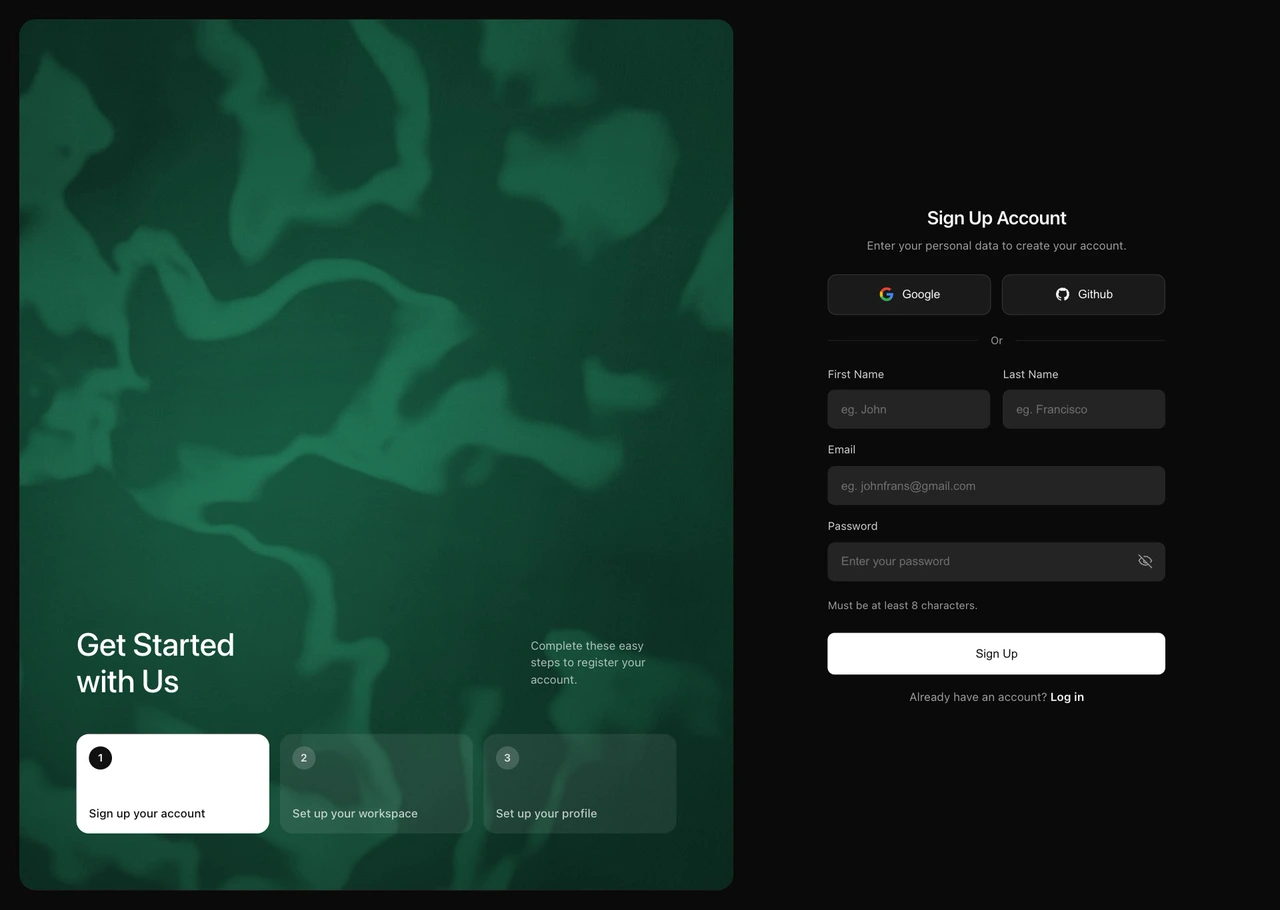 Get Started
with Us
Complete these easy
steps to register your
account.
1
Sign up your account
2
Set up your workspace
3
Set up your profile
Sign Up Account
Enter your personal data to create your account.
Google
Github
Or
First Name
Last Name
eg. John
eg. Francisco
Email
eg. johnfrans@gmail.com
Password
Enter your password
Must be at least 8 characters.
Sign Up
Already have an account? Log in